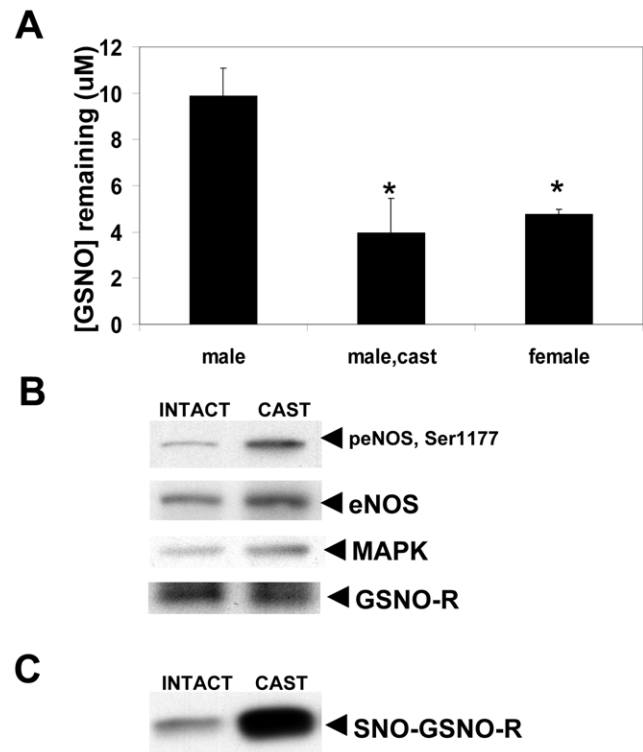 A
[GSNO] remaining (uM)
12
10
8
6
4
2
0
*
*
male
male,cast
female
B
INTACT CAST
peNOS, Ser1177
eNOS
MAPK
GSNO-R
C
INTACT CAST
SNO-GSNO-R